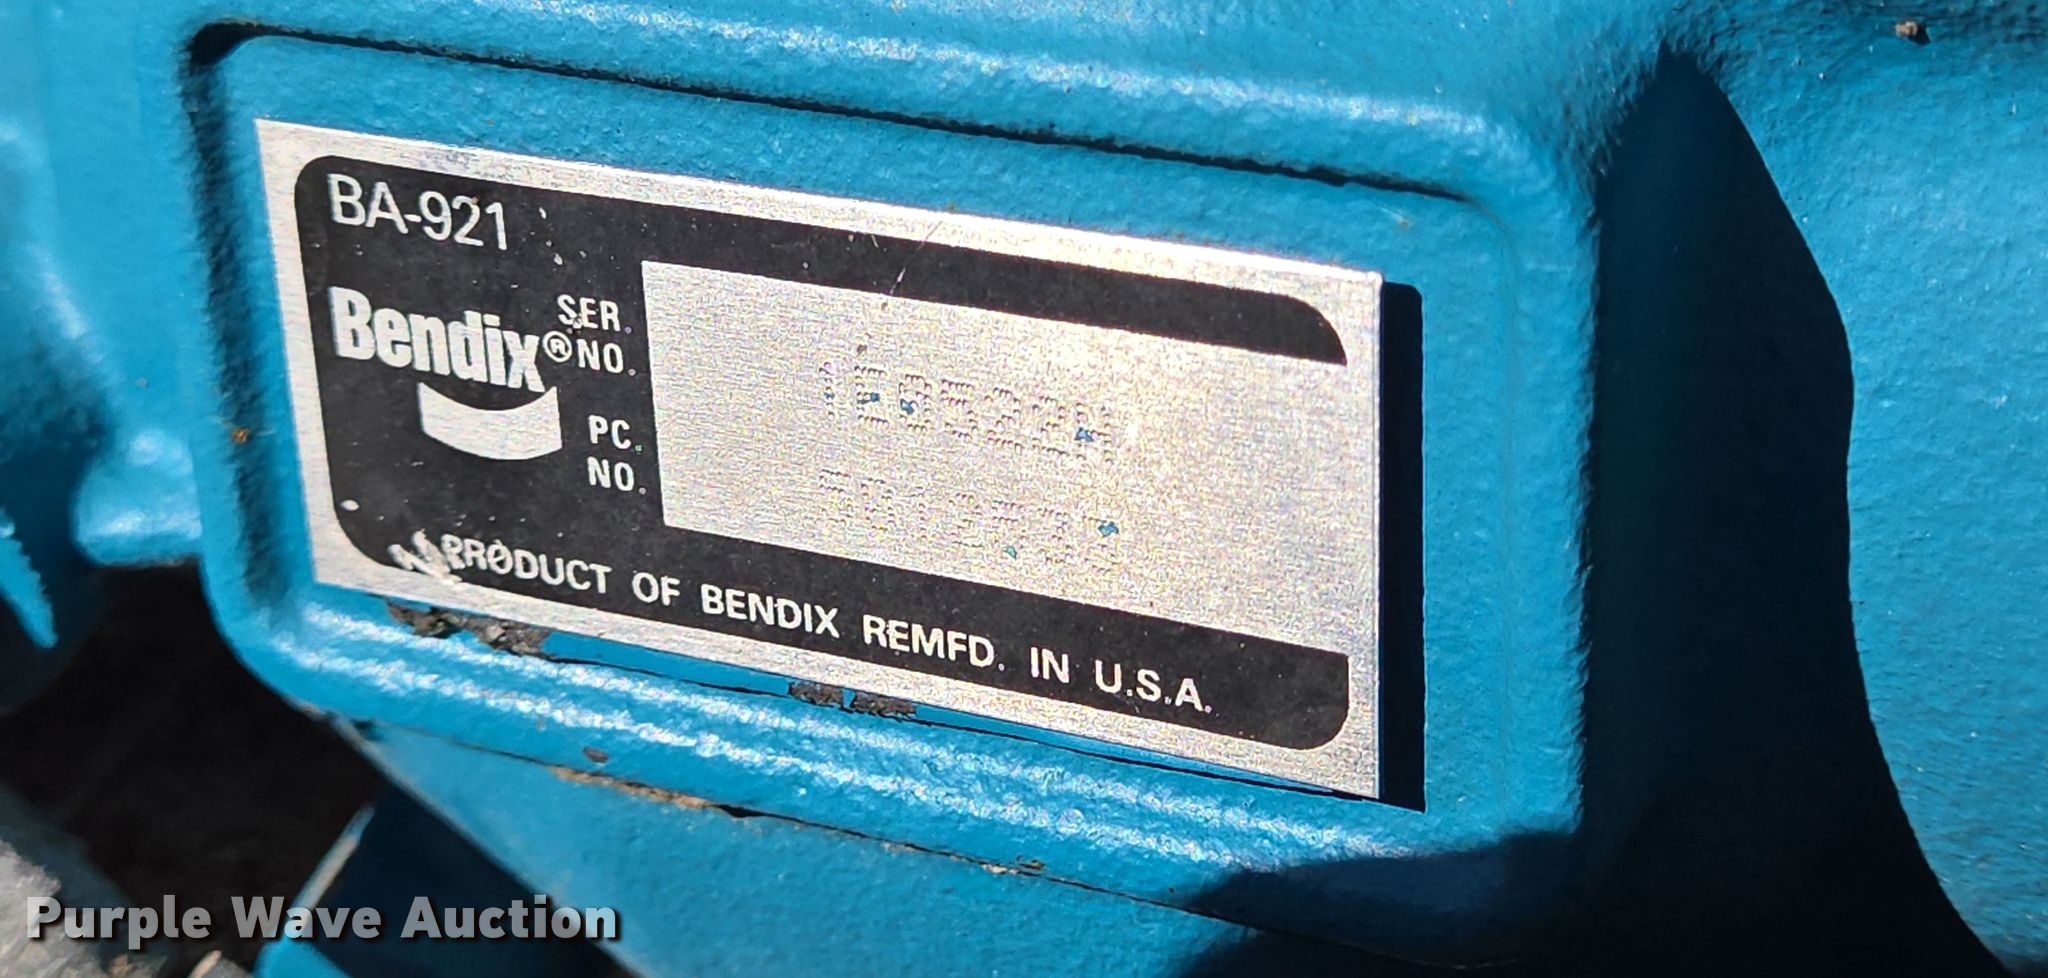 BA-921
Bendix®
SER.
NO.
PC.
NO.
A PRODUCT OF BENDIX REMFD. IN U.S.A.
Purple Wave Auction